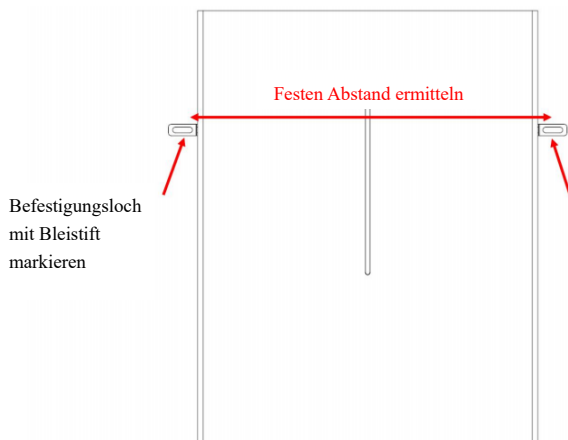 Festen Abstand ermitteln
Befestigungsloch
mit Bleistift
markieren